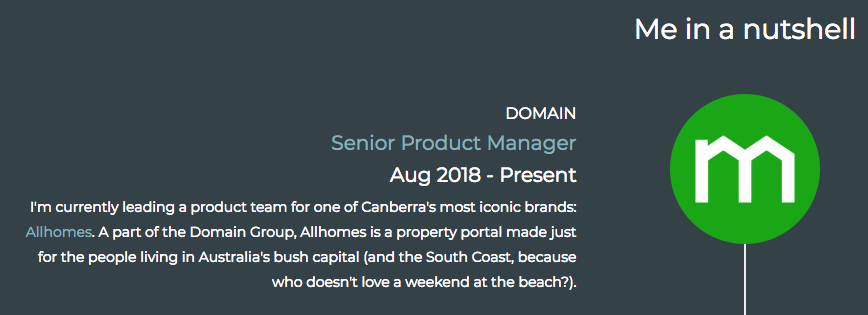 Me in a nutshell
DOMAIN
Senior Product Manager
Aug 2018 - Present
I'm currently leading a product team for one of Canberra's most iconic brands:
Allhomes. A part of the Domain Group, Allhomes is a property portal made just
for the people living in Australia's bush capital (and the South Coast, because
who doesn't love a weekend at the beach?).